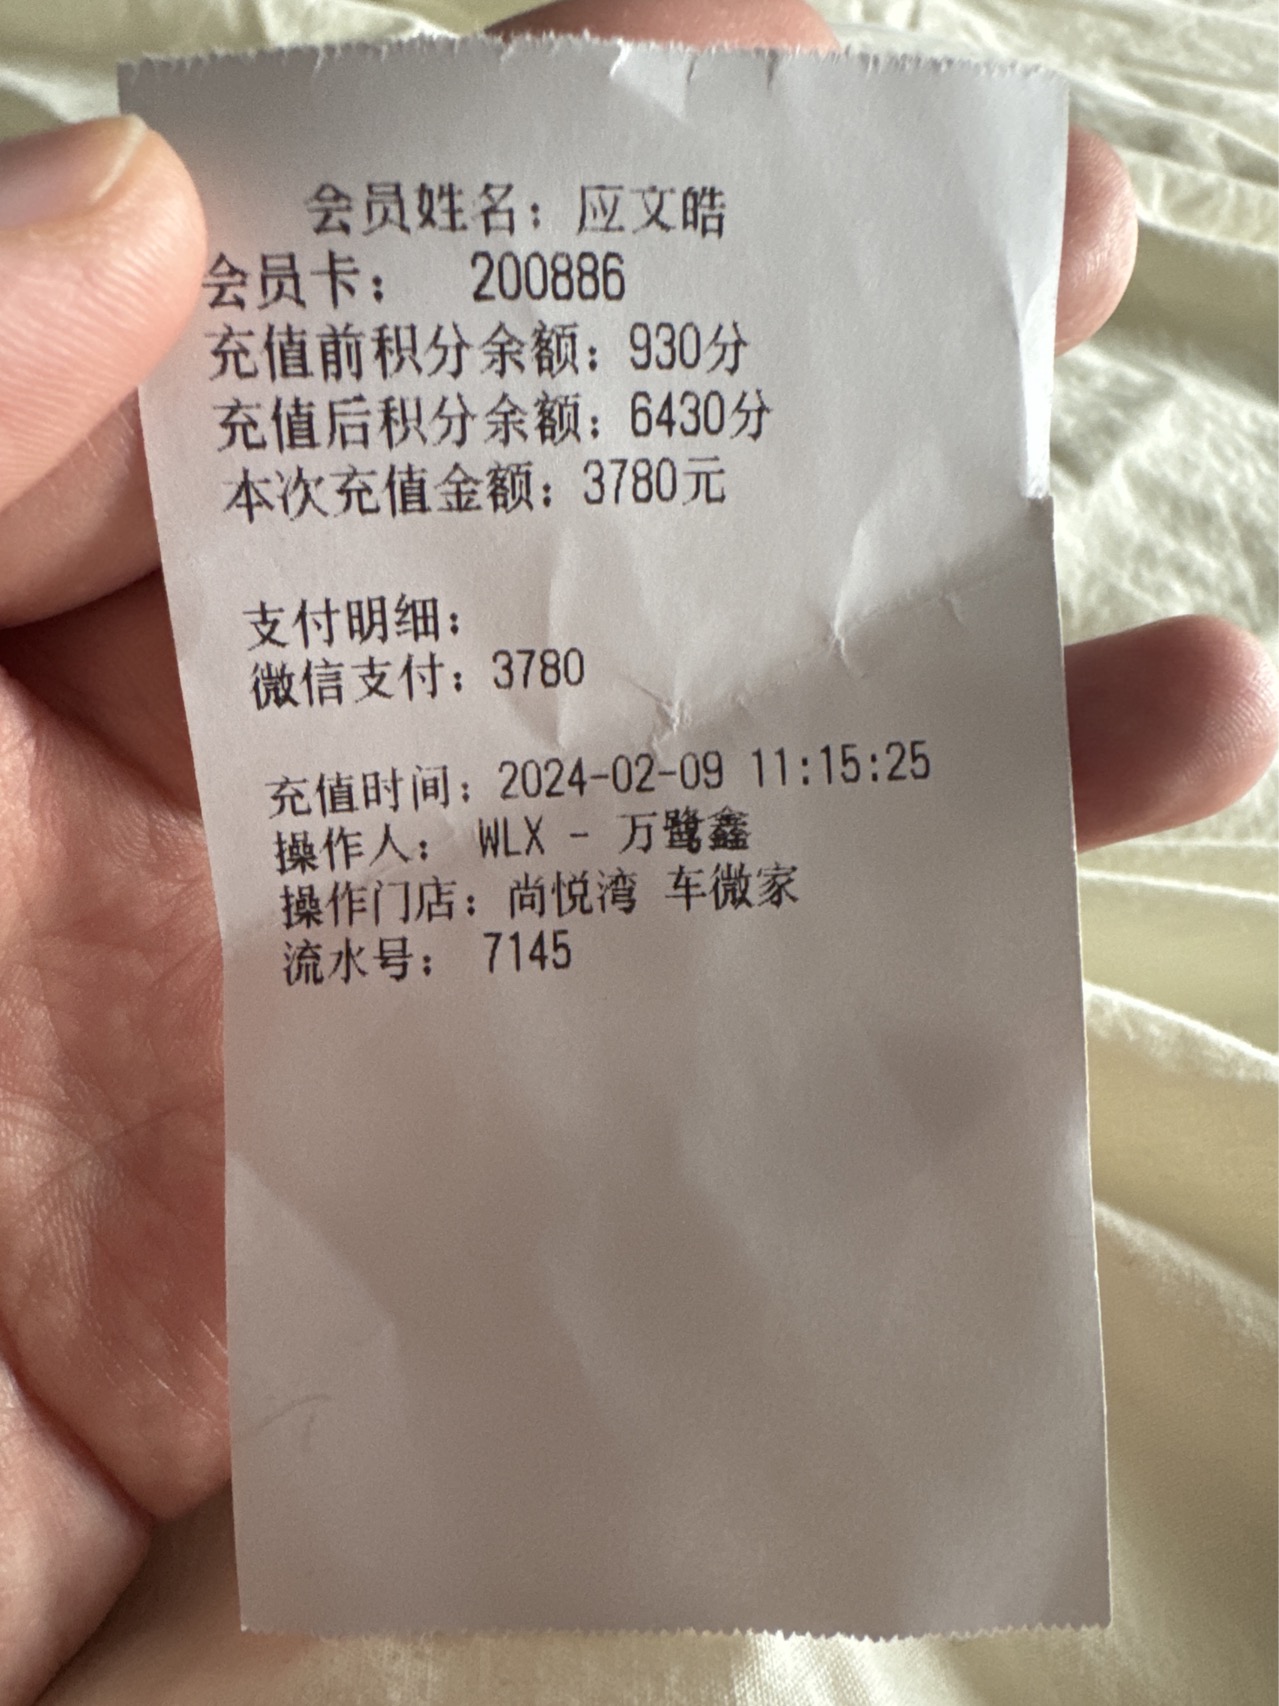 会员姓名：应文皓
会员卡： 200886
充值前积分余额：930分
充值后积分余额：6430分
本次充值金额：3780元
支付明细：
微信支付：3780
充值时间：2024-02-09 11:15:25
操作人： WLX - 万鹭鑫
操作门店：尚悦湾 车微家
流水号： 7145